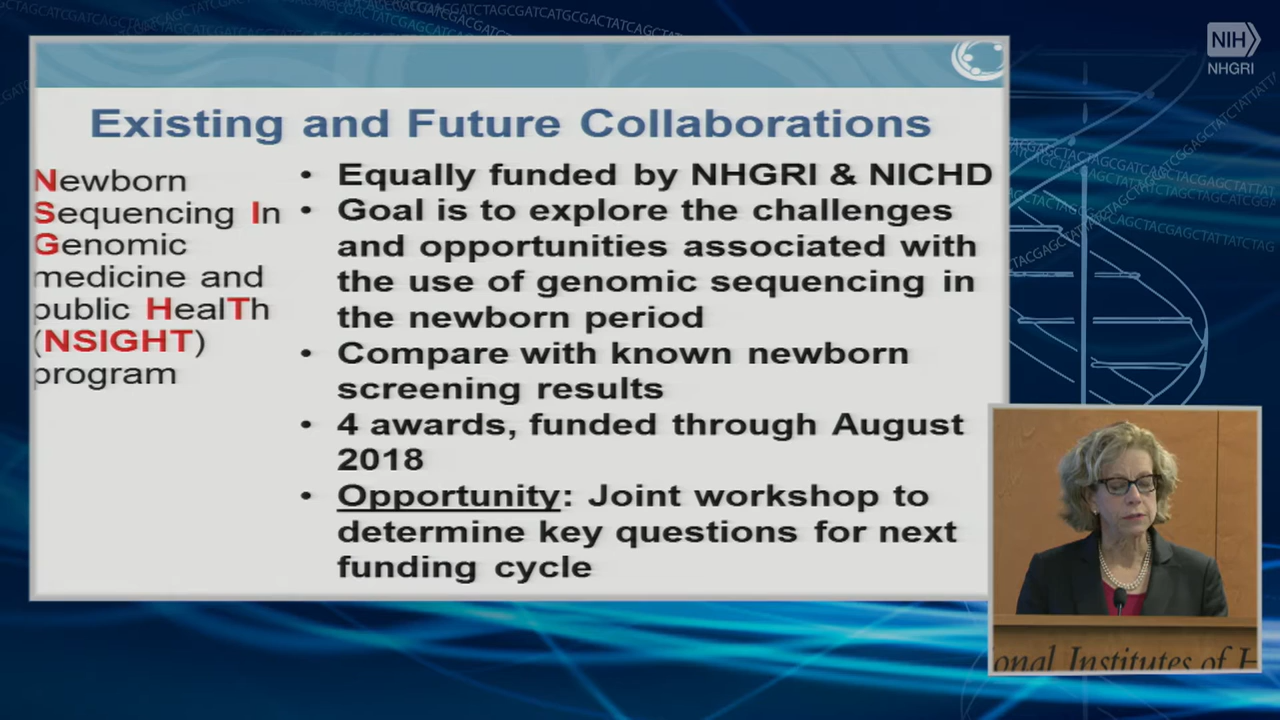 NIH
NHGRI
Existing and Future Collaborations
Newborn
Sequencing In
Genomic
medicine and
public HealTh
(NSIGHT)
program
• Equally funded by NHGRI & NICHD
• Goal is to explore the challenges
and opportunities associated with
the use of genomic sequencing in
the newborn period
• Compare with known newborn
screening results
• 4 awards, funded through August
2018
• Opportunity: Joint workshop to
determine key questions for next
funding cycle
onal Institutes of H